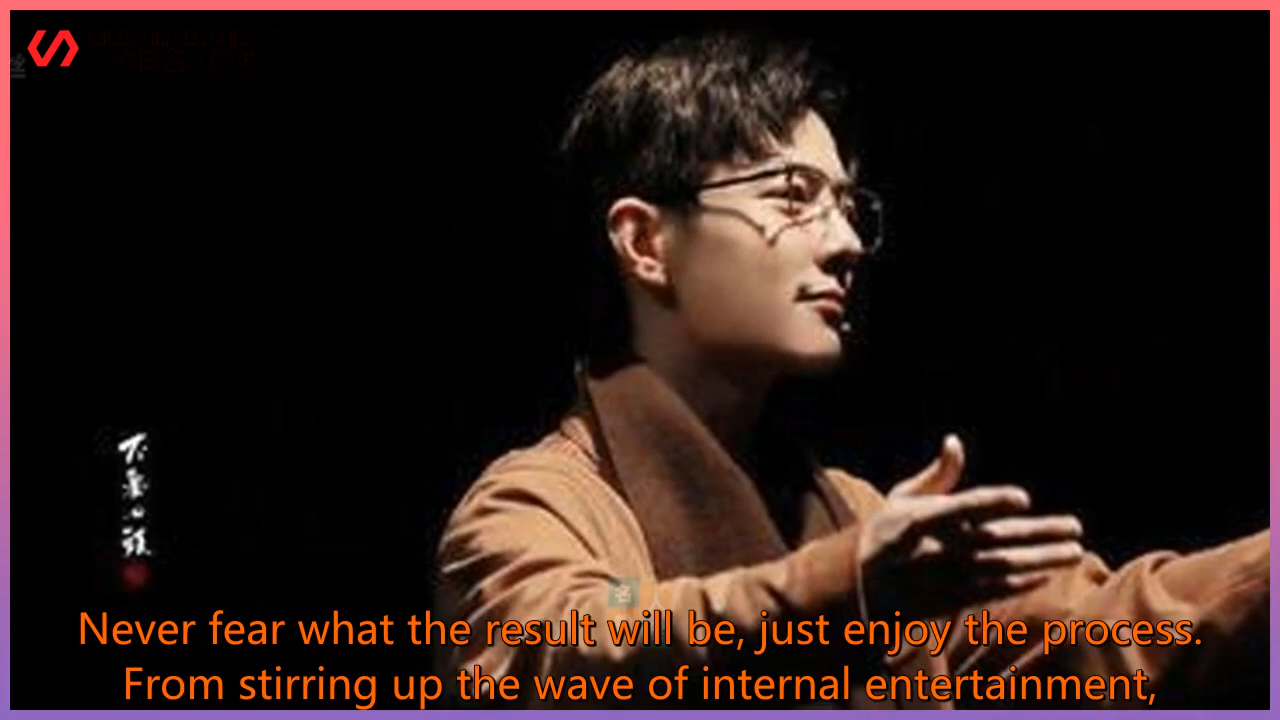 Never fear what the result will be, just enjoy the process.
From stirring up the wave of internal entertainment,